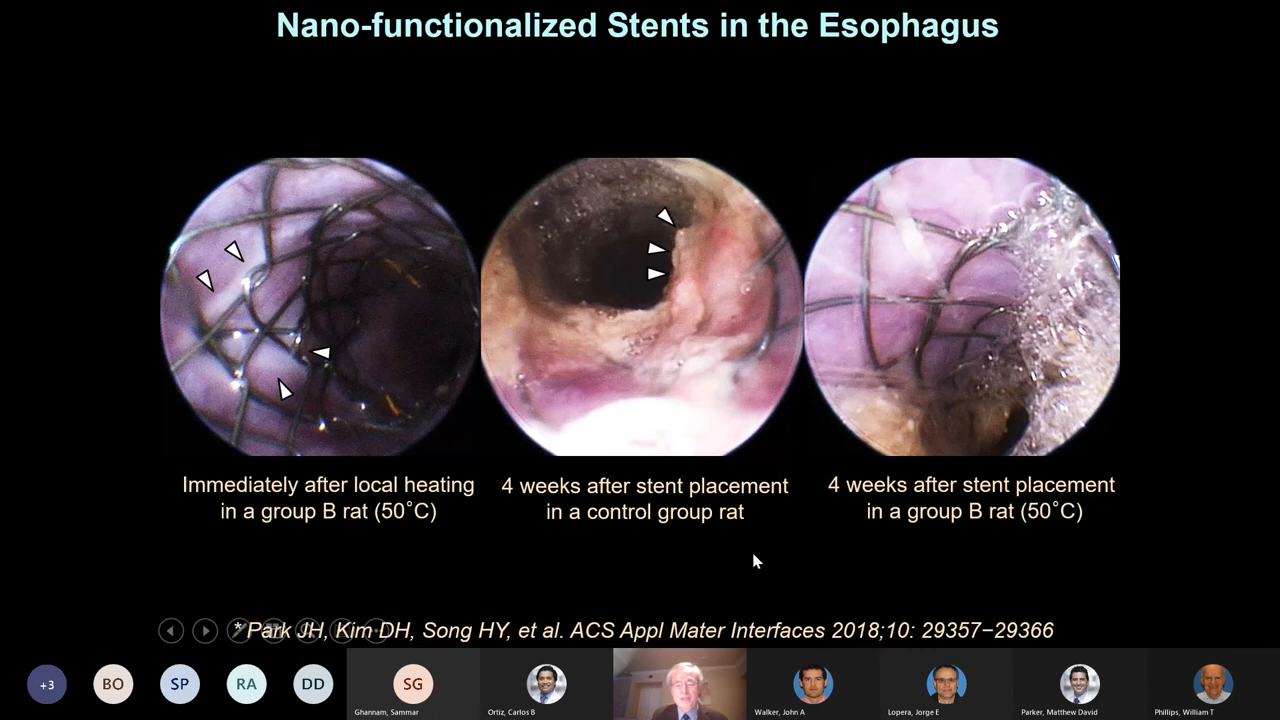 Nano-functionalized Stents in the Esophagus
Immediately after local heating
in a group B rat (50˚C)
4 weeks after stent placement
in a control group rat
4 weeks after stent placement
in a group B rat (50˚C)
* Park JH, Kim DH, Song HY, et al. ACS Appl Mater Interfaces 2018;10: 29357−29366
+3
BO
SP
RA
DD
SG
Ghannam, Sammar
Ortiz, Carlos B
Walker, John A
Lopera, Jorge E
Parker, Matthew David
Phillips, William T